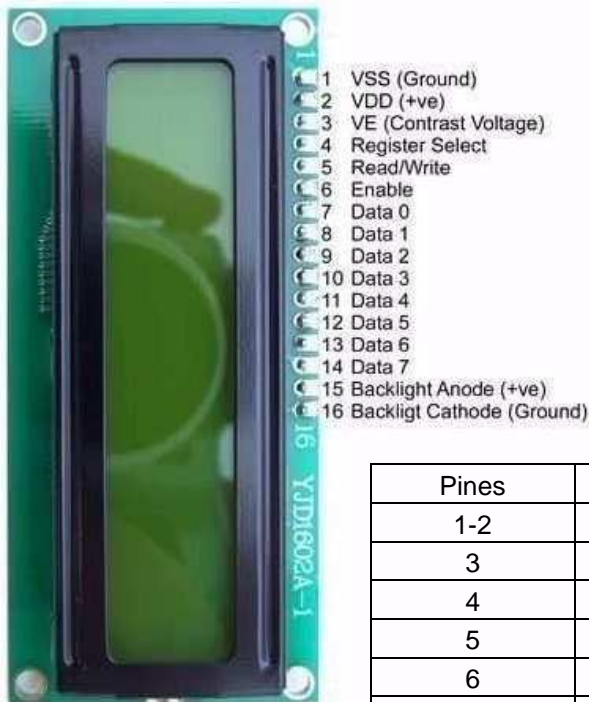 1
1 VSS (Ground)
2 VDD (+ve)
3 VE (Contrast Voltage)
4 Register Select
5 Read/Write
6 Enable
7 Data 0
8 Data 1
9 Data 2
10 Data 3
11 Data 4
12 Data 5
13 Data 6
14 Data 7
15 Backlight Anode (+ve)
16 Backligt Cathode (Ground)
16 YJD1602A-1
Pines
1-2
3
4
5
6